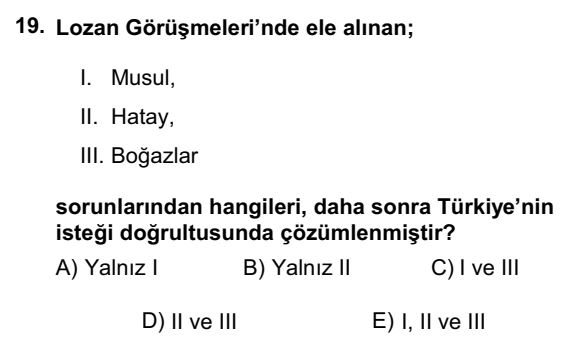 19. Lozan Görüşmeleri’nde ele alınan;
I. Musul,
II. Hatay,
III. Boğazlar
sorunlarından hangileri, daha sonra Türkiye’nin
isteği doğrultusunda çözümlenmiştir?
A) Yalnız I B) Yalnız II C) I ve III
D) II ve III E) I, II ve III